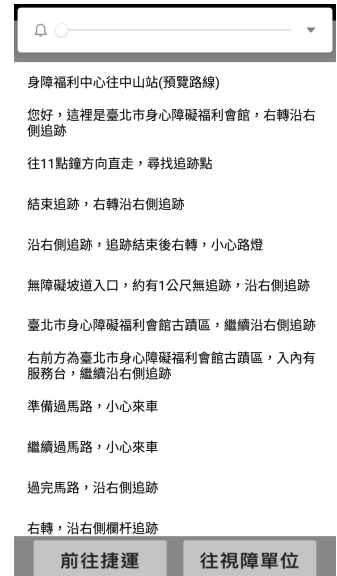 身障福利中心往中山站(預覽路線)
您好，這裡是臺北市身心障礙福利會館，右轉沿右
側追跡
往11點鐘方向直走，尋找追跡點
結束追跡，右轉沿右側追跡
沿右側追跡，追跡結束後右轉，小心路燈
無障礙坡道入口，約有1公尺無追跡，沿右側追跡
臺北市身心障礙福利會館古蹟區，繼續沿右側追跡
右前方為臺北市身心障礙福利會館古蹟區，入內有
服務台，繼續沿右側追跡
準備過馬路，小心來車
繼續過馬路，小心來車
過完馬路，沿右側追跡
右轉，沿右側欄杆追跡
前往捷運
往視障單位